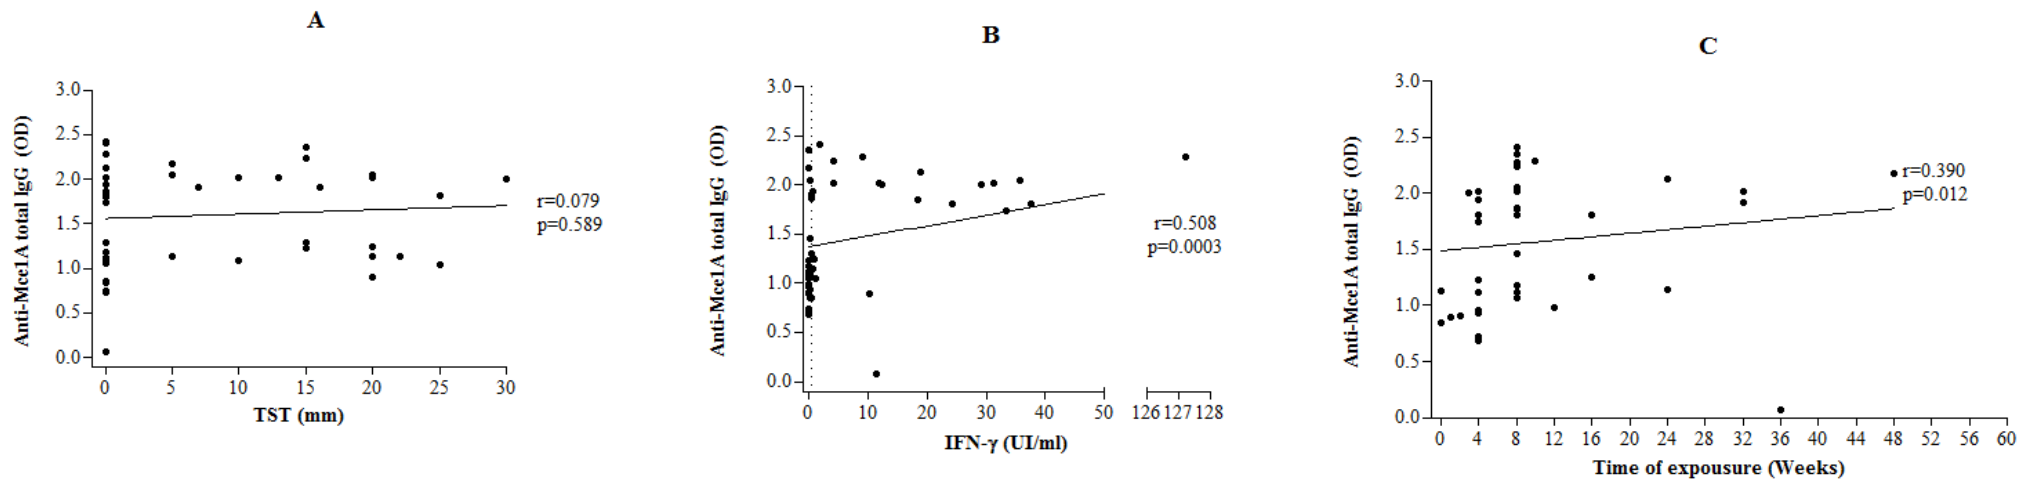 A
Anti-Mce1A total IgG (OD)
3.0
2.5
2.0
1.5
1.0
0.5
0.0
0 5 10 15 20 25 30
TST (mm)
r=0.079
p=0.589
B
Anti-Mce1A total IgG (OD)
3.0
2.5
2.0
1.5
1.0
0.5
0.0
0 10 20 30 40 50 126 127 128
IFN-γ (UI/ml)
r=0.508
p=0.0003
C
Anti-Mce1A total IgG (OD)
3.0
2.5
2.0
1.5
1.0
0.5
0.0
0 4 8 12 16 20 24 28 32 36 40 44 48 52 56 60
Time of expousure (Weeks)
r=0.390
p=0.012